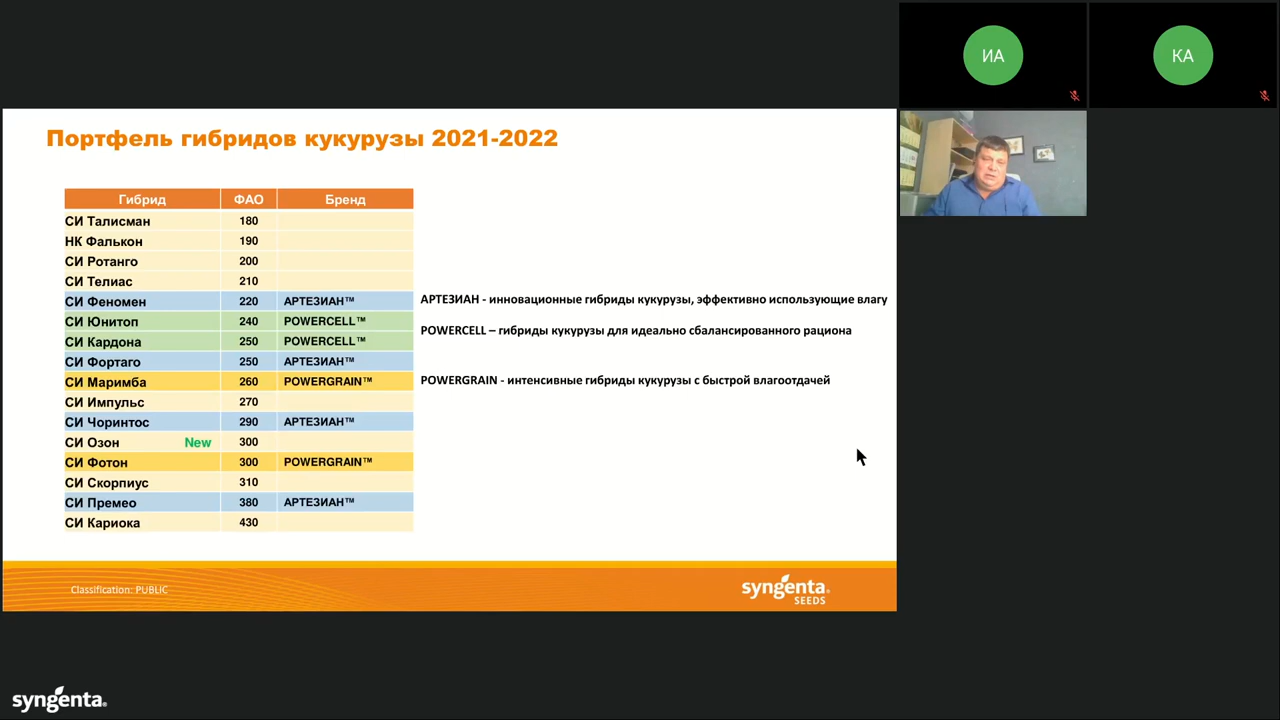 ИА
КА
Портфель гибридов кукурузы 2021-2022
Гибрид ФАО Бренд
СИ Талисман 180
НК Фалькон 190
СИ Ротанго 200
СИ Телиас 210
СИ Феномен 220 АРТЕЗИАН™
СИ Юнитоп 240 POWERCELL™
СИ Кардона 250 POWERCELL™
СИ Фортаго 250 АРТЕЗИАН™
СИ Маримба 260 POWERGRAIN™
СИ Импульс 270
СИ Чоринтос 290 АРТЕЗИАН™
СИ Озон New 300
СИ Фотон 300 POWERGRAIN™
СИ Скорпиус 310
СИ Премео 380 АРТЕЗИАН™
СИ Кариока 430
АРТЕЗИАН - инновационные гибриды кукурузы, эффективно использующие влагу
POWERCELL – гибриды кукурузы для идеально сбалансированного рациона
POWERGRAIN - интенсивные гибриды кукурузы с быстрой влагоотдачей
Classification: PUBLIC
syngenta
SEEDS
syngenta